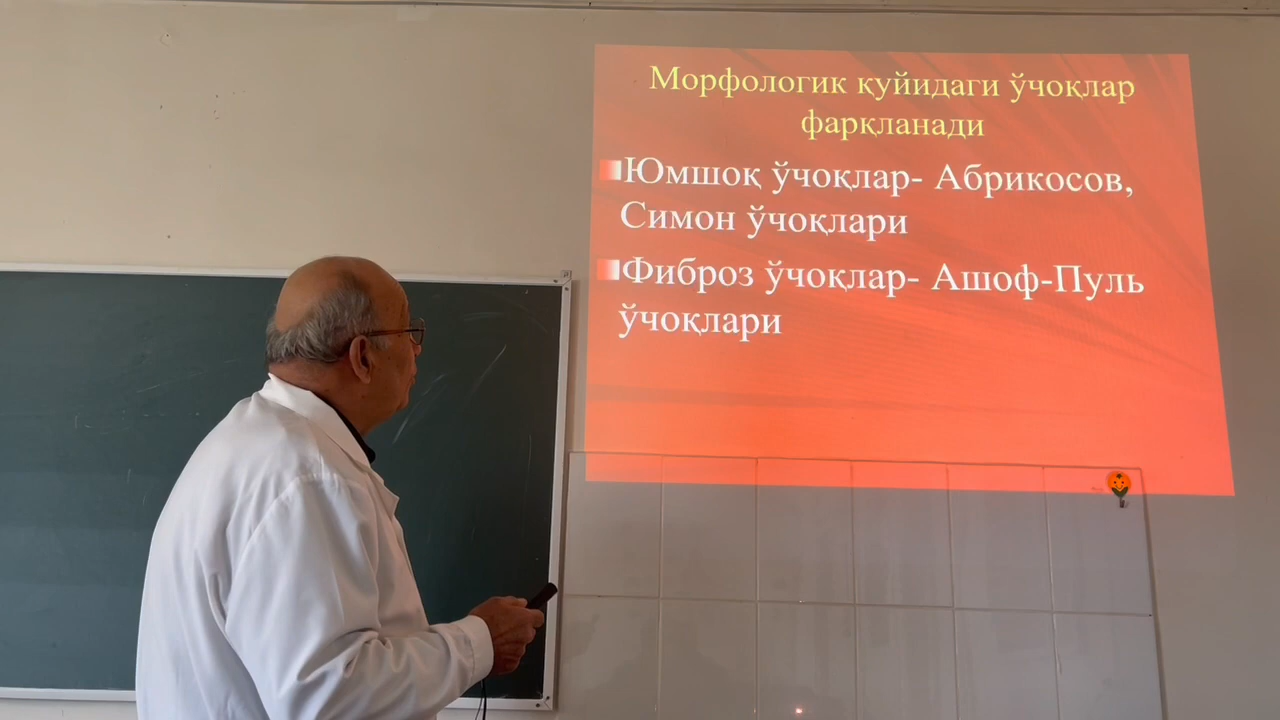 Морфологик қуйидаги ўчоқлар
фарқланади
Юмшоқ ўчоқлар- Абрикосов,
Симон ўчоқлари
Фиброз ўчоқлар- Ашоф-Пуль
ўчоқлари